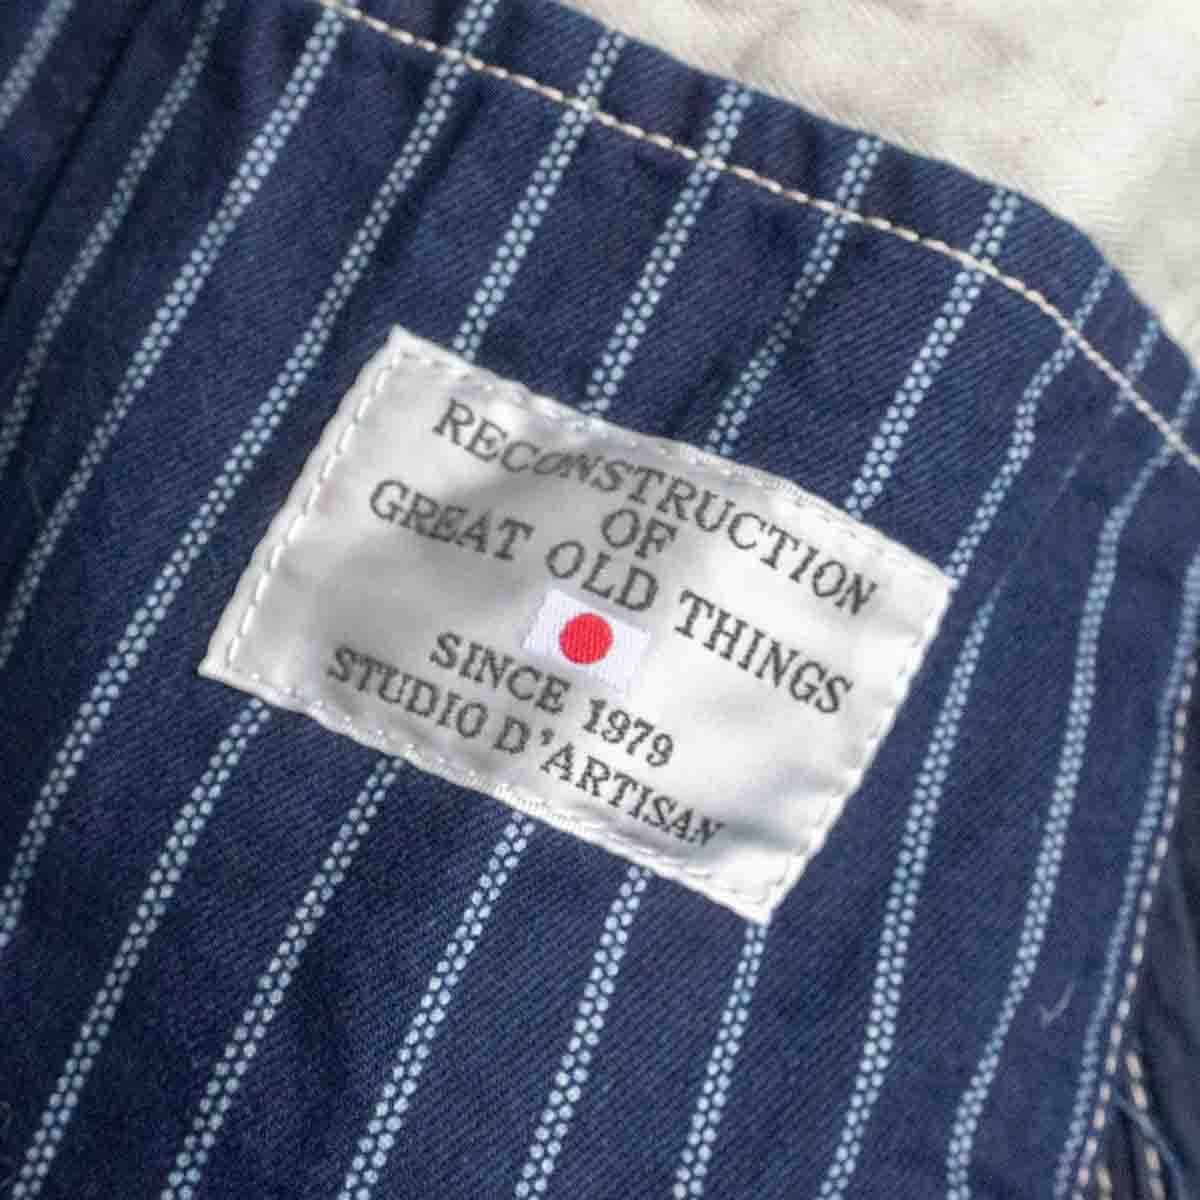 RECONSTRUCTION
OF
GREAT OLD THINGS
SINCE 1979
STUDIO D'ARTISAN